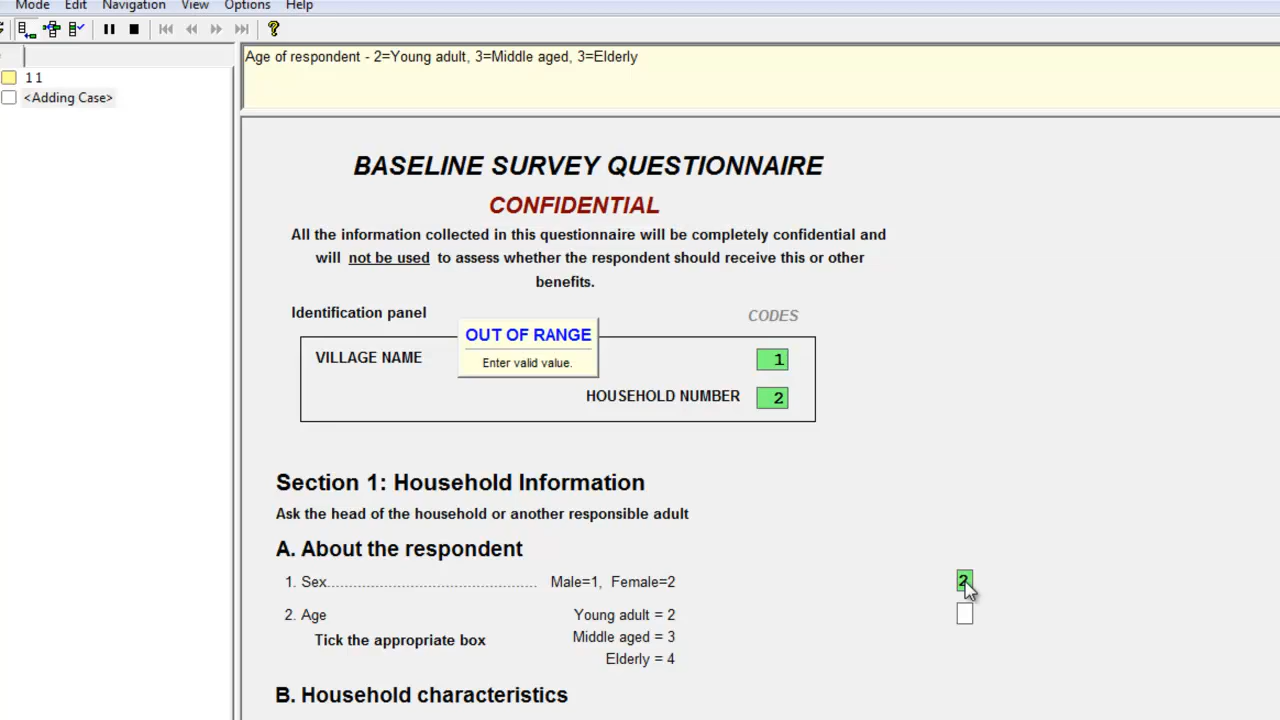 Mode Edit Navigation View Options Help
Age of respondent - 2=Young adult, 3=Middle aged, 3=Elderly
11
<Adding Case>
BASELINE SURVEY QUESTIONNAIRE
CONFIDENTIAL
All the information collected in this questionnaire will be completely confidential and
will not be used to assess whether the respondent should receive this or other
benefits.
Identification panel
CODES
OUT OF RANGE
Enter valid value.
VILLAGE NAME 1
HOUSEHOLD NUMBER 2
Section 1: Household Information
Ask the head of the household or another responsible adult
A. About the respondent
1. Sex.......................................................... Male=1, Female=2 2
2. Age Young adult = 2
Tick the appropriate box Middle aged = 3
Elderly = 4
B. Household characteristics